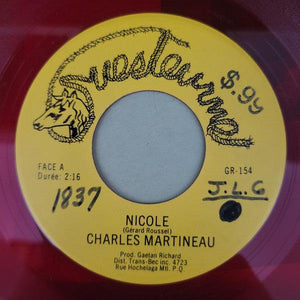 Ouesteurne
$.99
FACE A
Durée: 2:16
GR-154
1837
J.L.G
NICOLE
(Gérard Roussel)
CHARLES MARTINEAU
Prod. Gaetan Richard
Dist. Trans-Bec inc. 4723
Rue Hochelaga Mtl. P.Q.